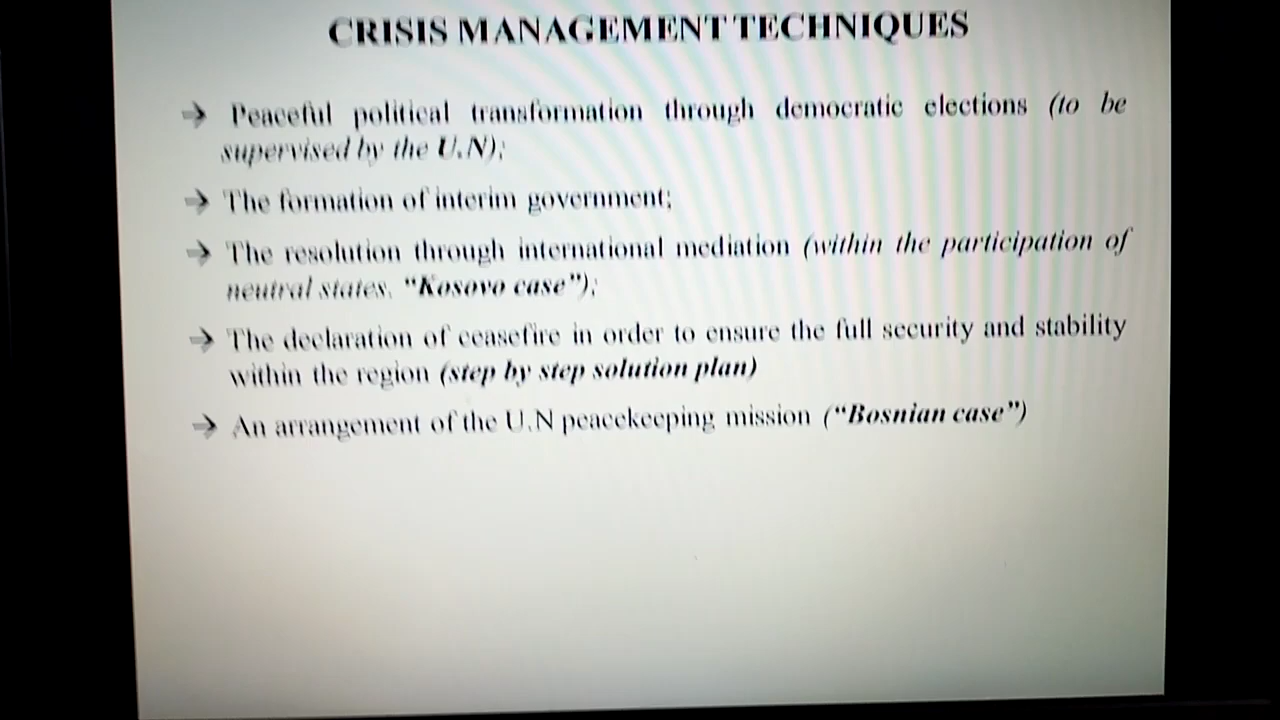 CRISIS MANAGEMENT TECHNIQUES
→ Peaceful political transformation through democratic elections (to be
supervised by the U.N);
→ The formation of interim government;
→ The resolution through international mediation (within the participation of
neutral states. "Kosovo case");
→ The declaration of ceasefire in order to ensure the full security and stability
within the region (step by step solution plan)
→ An arrangement of the U.N peacekeeping mission ("Bosnian case")